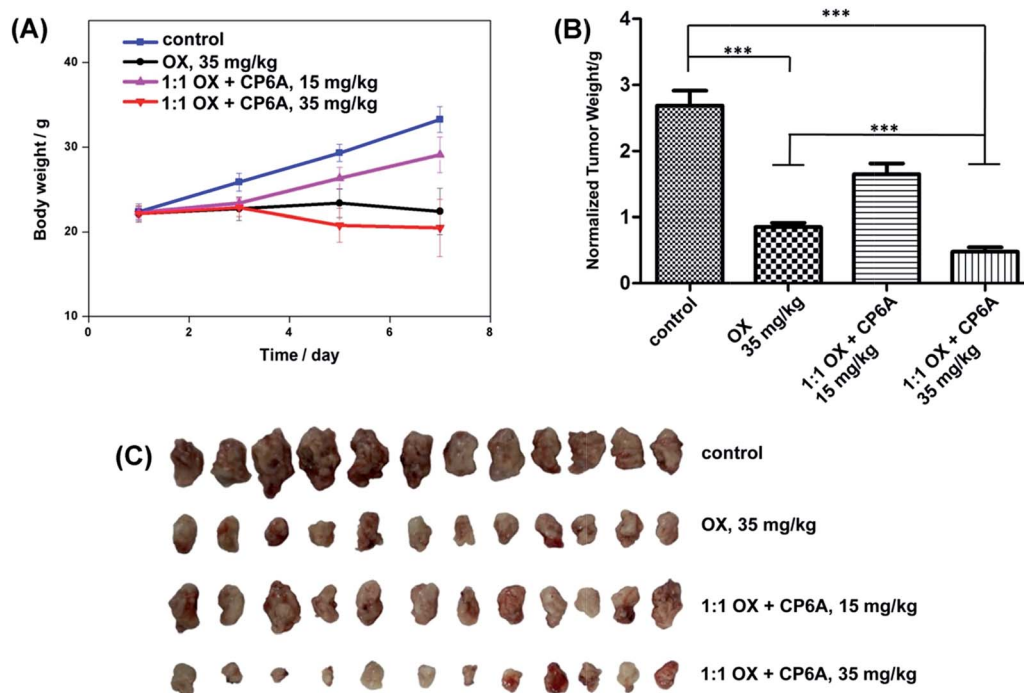 (A)
40
30
20
10
Body weight / g
control
OX, 35 mg/kg
1:1 OX + CP6A, 15 mg/kg
1:1 OX + CP6A, 35 mg/kg
0
2
4
6
8
Time / day
(B)
4
3
2
1
0
Normalized Tumor Weight/g
***
***
***
control
OX
35 mg/kg
1:1 OX + CP6A
15 mg/kg
1:1 OX + CP6A
35 mg/kg
(C)
control
OX, 35 mg/kg
1:1 OX + CP6A, 15 mg/kg
1:1 OX + CP6A, 35 mg/kg